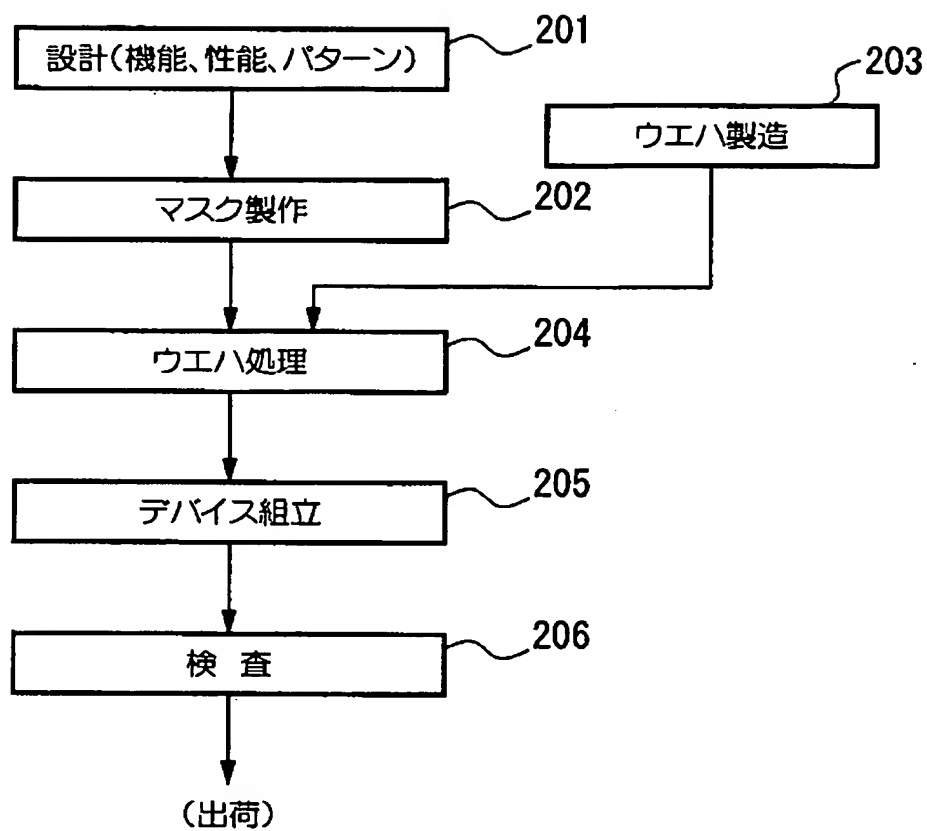 設計(機能、性能、パターン)
201
203
ウエハ製造
マスク製作
202
ウエハ処理
204
デバイス組立
205
検 査
206
(出荷)